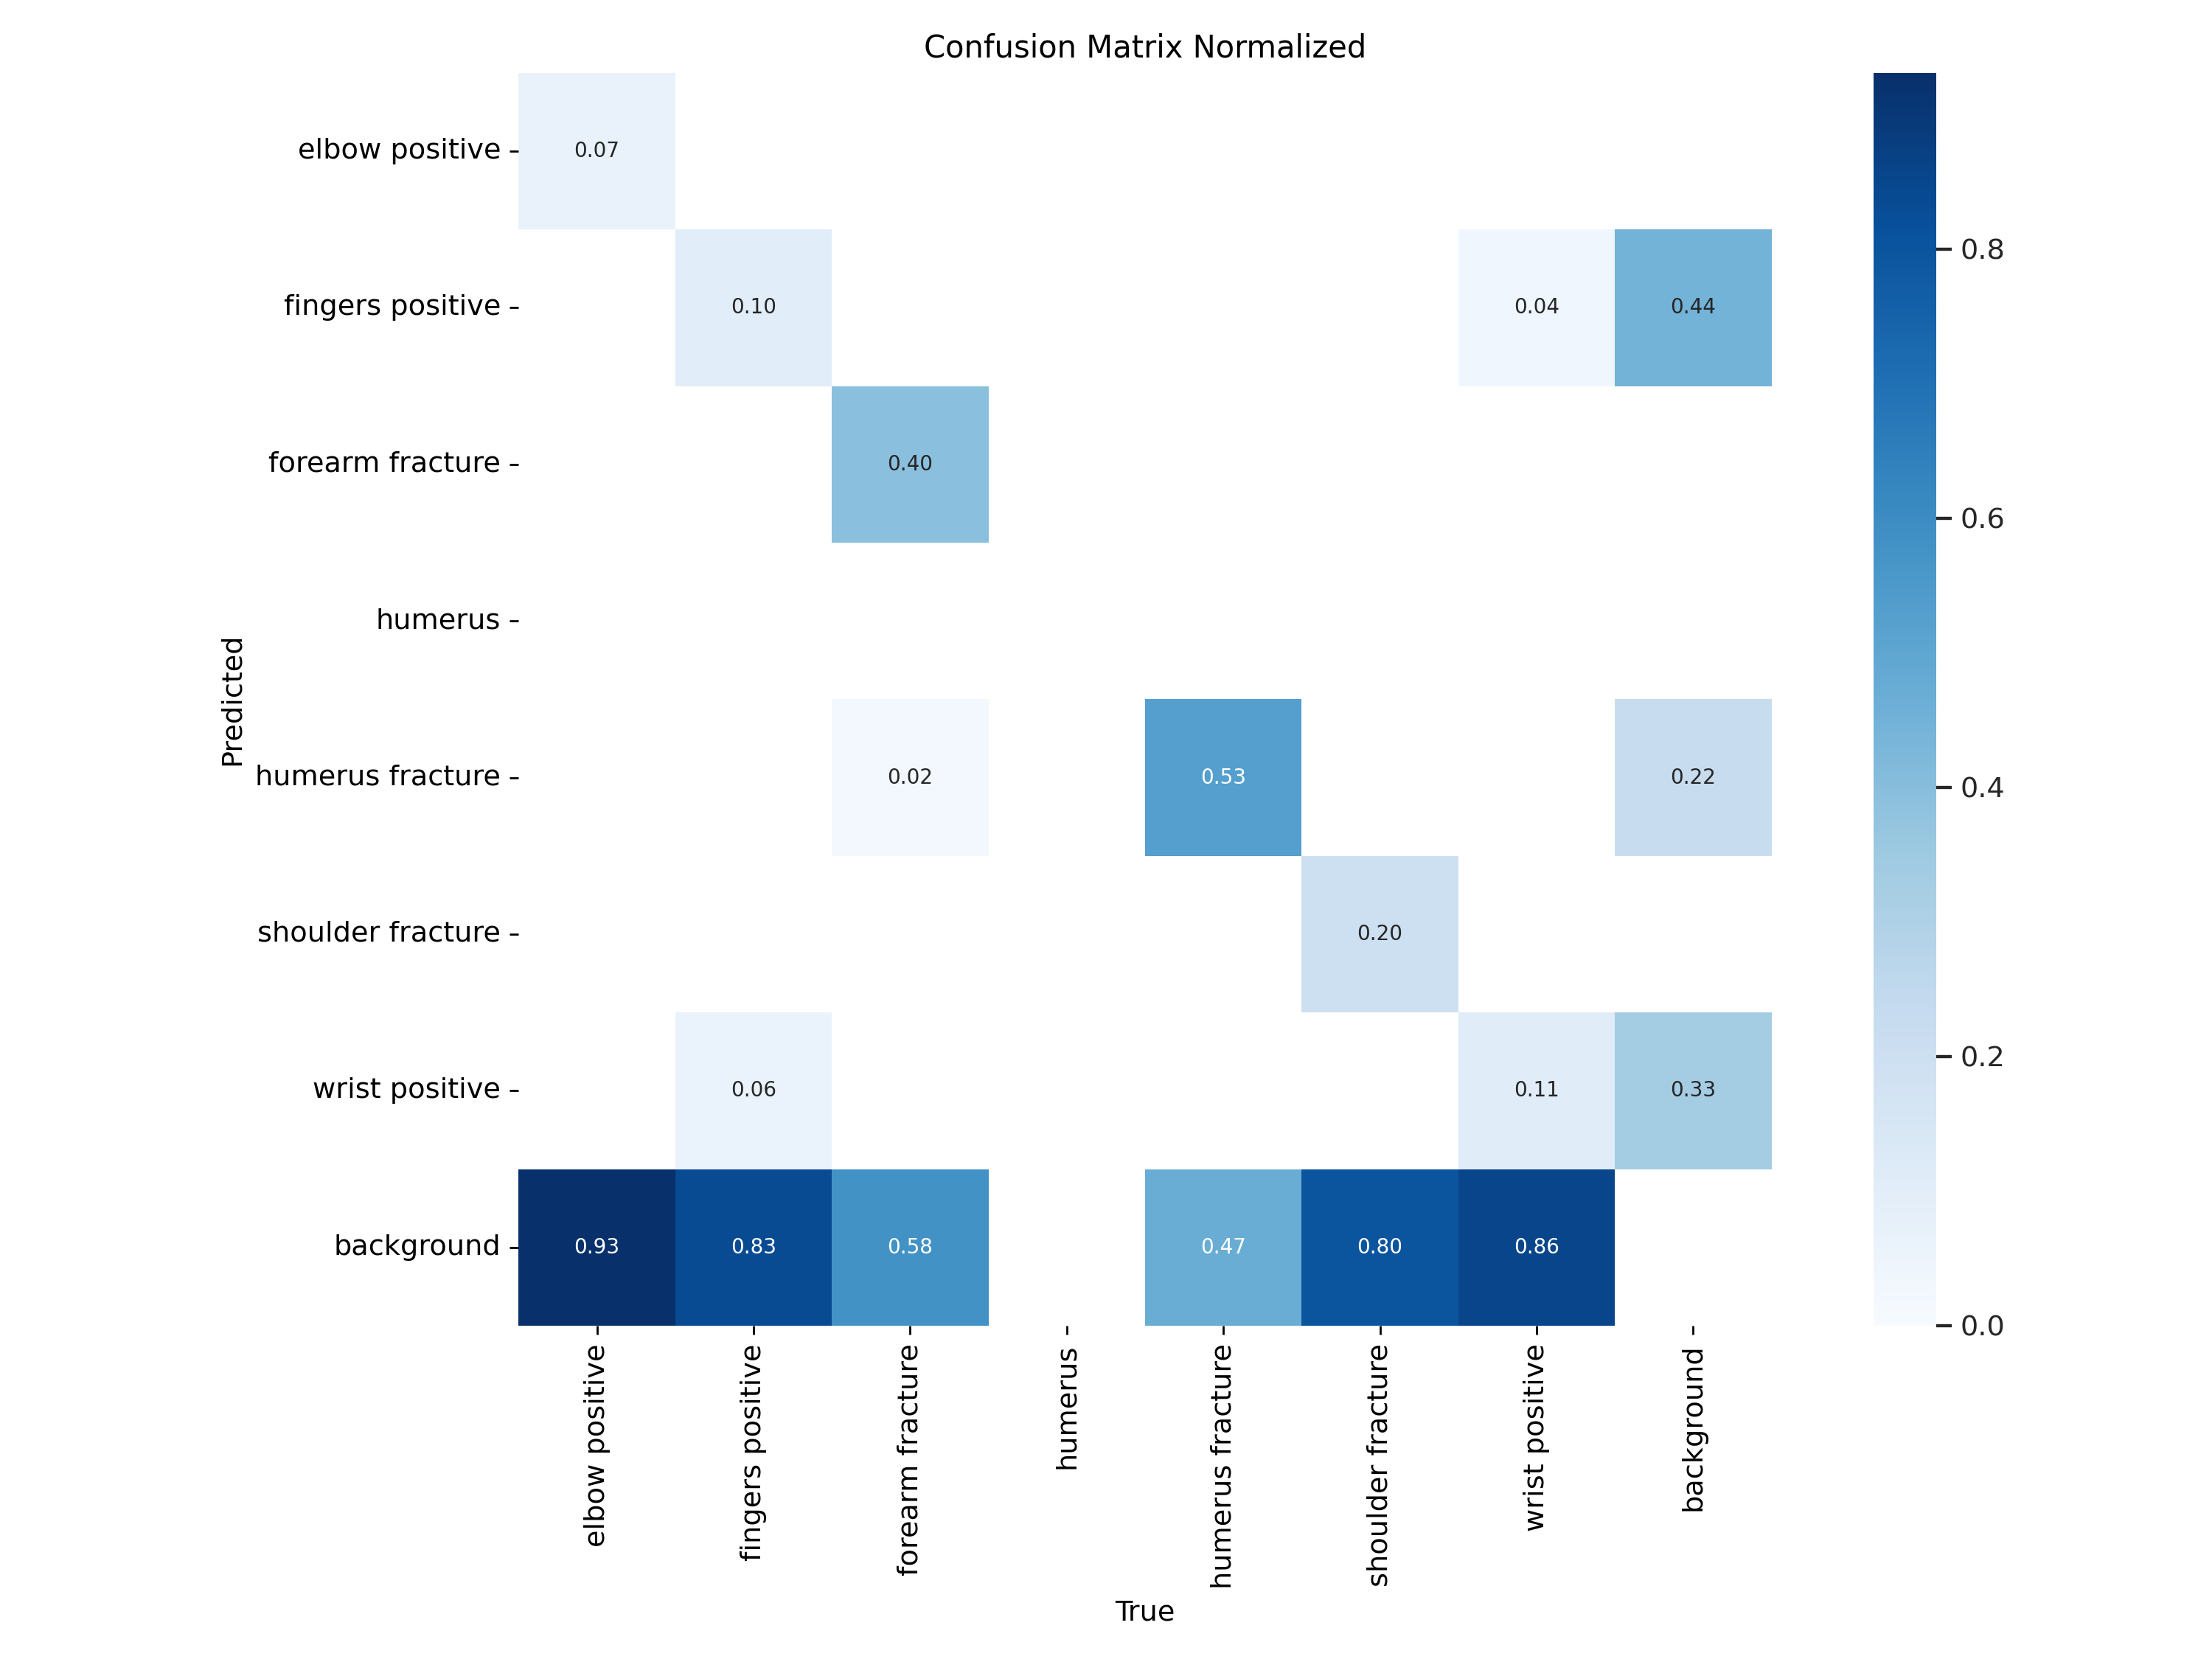 Confusion Matrix Normalized
elbow positive
0.07
fingers positive
0.10
0.04
0.44
0.8
forearm fracture
0.40
0.6
humerus
Predicted
humerus fracture
0.02
0.53
0.22
0.4
shoulder fracture
0.20
wrist positive
0.06
0.11
0.33
0.2
background
0.93
0.83
0.58
0.47
0.80
0.86
0.0
elbow positive
fingers positive
forearm fracture
humerus
humerus fracture
shoulder fracture
wrist positive
background
True